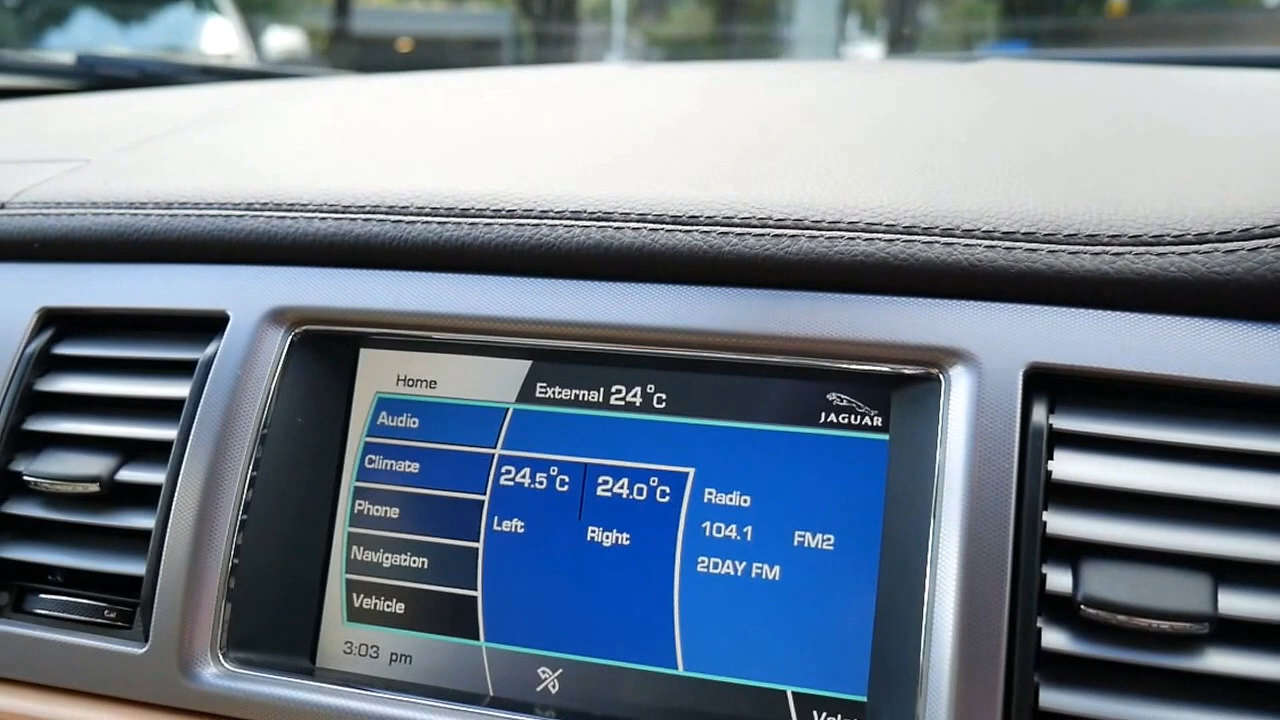 Home
External 24°c
JAGUAR
Audio
Climate
Phone
Navigation
Vehicle
24.5°c
24.0°c
Left
Right
Radio
104.1
FM2
2DAY FM
3:03 pm